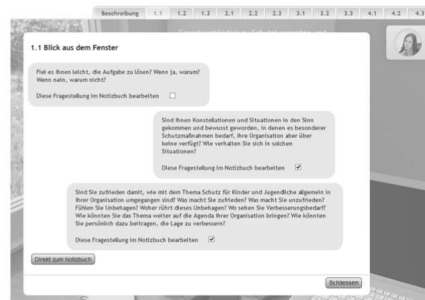 Beschreibung 1.1 1.2 1.3 2.1 2.2 2.3 3.1 3.2 3.3 4.1 4.2 4.3
1.1 Blick aus dem Fenster
Fiel es Ihnen leicht, die Aufgabe zu lösen? Wenn ja, warum?
Wenn nein, warum nicht?
Diese Fragestellung im Notizbuch bearbeiten
Sind Ihnen Konstellationen und Situationen in den Sinn
gekommen und bewusst geworden, in denen es besonderer
Schutzmaßnahmen bedarf, Ihre Organisation aber über
keine verfügt? Wie verhalten Sie sich in solchen
Situationen?
Diese Fragestellung im Notizbuch bearbeiten
Sind Sie zufrieden damit, wie mit dem Thema Schutz für Kinder und Jugendliche allgemein in
Ihrer Organisation umgegangen wird? Was macht Sie zufrieden? Was macht Sie unzufrieden?
Fühlen Sie Unbehagen? Woher rührt dieses Unbehagen? Wo sehen Sie Verbesserungsbedarf?
Wie könnten Sie das Thema weiter auf die Agenda Ihrer Organisation bringen? Wie könnten
Sie persönlich dazu beitragen, die Lage zu verbessern?
Diese Fragestellung im Notizbuch bearbeiten
Direkt zum Notizbuch
Schliessen